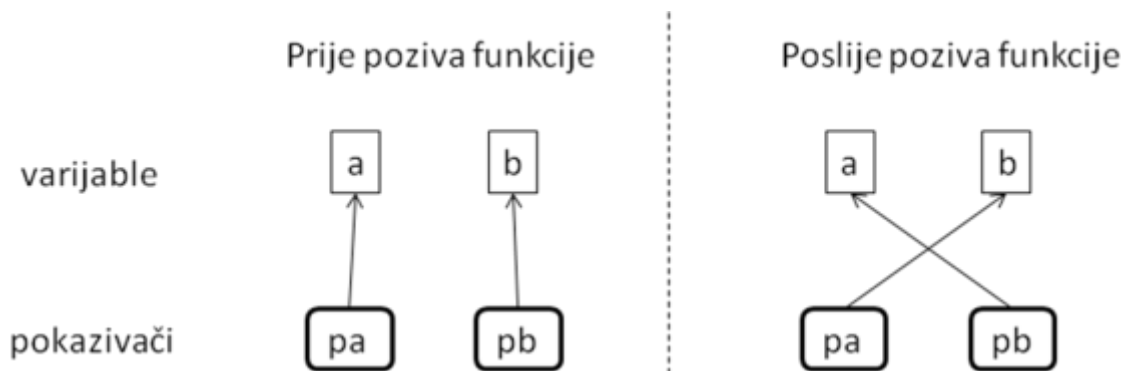 Prije poziva funkcije
Poslije poziva funkcije
varijable
a
b
a
b
pokazivači
pa
pb
pa
pb